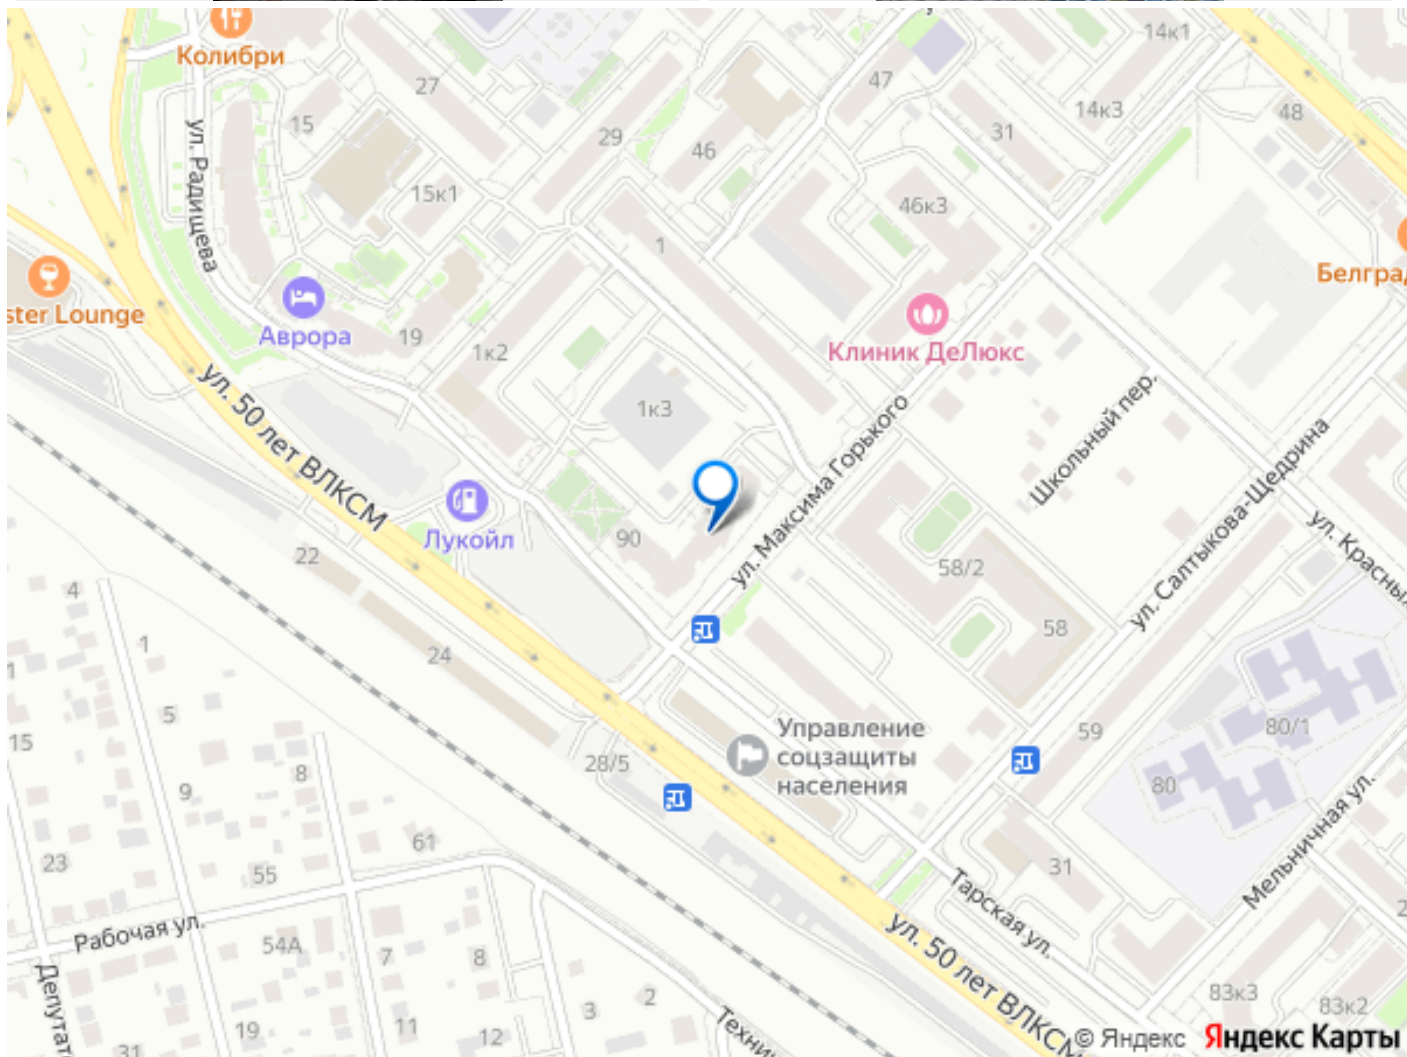 Колибри
14к1
27
47
14к3
48
15
29
46
31
ул. Радищева
15к1
46к3
1
Белград
ster Lounge
Аврора
19
1к2
Клиник ДеЛюкс
1к3
Школьный пер.
ул. 50 лет ВЛКСМ
ул. Максима Горького
ул. Салтыкова-Щедрина
Лукойл
90
22
58/2
ул. Красных
4
1
24
58
1
5
15
Управление
соцзащиты
населения
59
80/1
28/5
8
9
80
Мельничная ул.
61
23
55
31
Тарская ул.
Рабочая ул.
54А
7
8
ул. 50 лет ВЛКСМ
Депутат
2
3
83к3
83к2
19
11
12
Технич
31
© Яндекс
Яндекс Карты